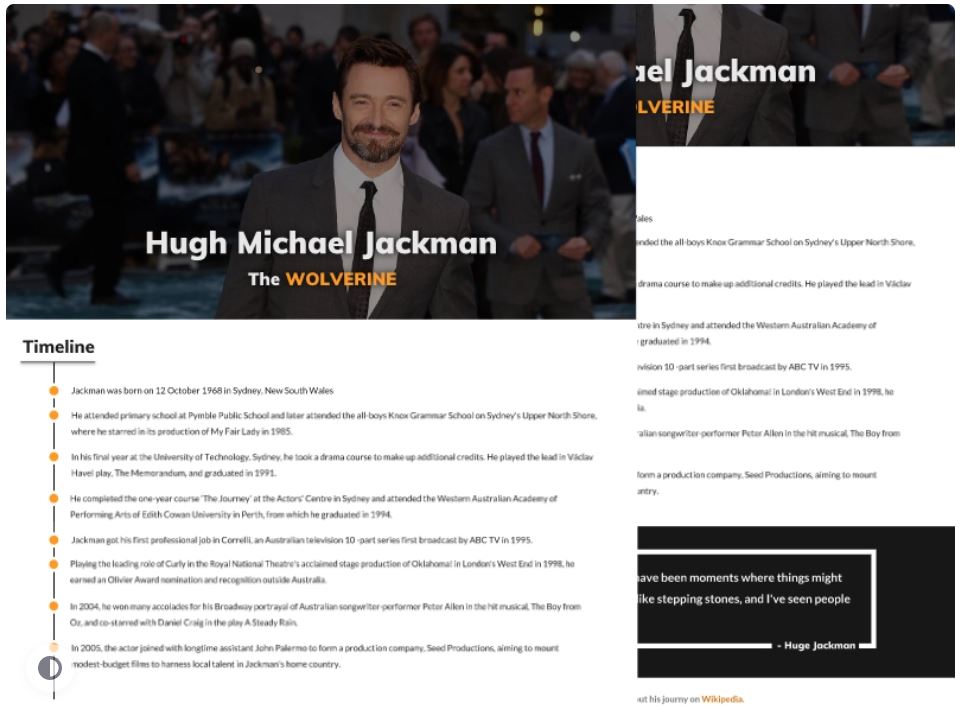 Hugh Michael Jackman
The WOLVERINE
Timeline
Jackman was born on 12 October 1968 in Sydney, New South Wales
He attended primary school at Pymble Public School and later attended the all-boys Knox Grammar School on Sydney's Upper North Shore,
where he starred in its production of My Fair Lady in 1985.
In his final year at the University of Technology, Sydney, he took a drama course to make up additional credits. He played the lead in Václav
Havel play, The Memorandum, and graduated in 1991.
He completed the one-year course 'The Journey' at the Actors' Centre in Sydney and attended the Western Australian Academy of
Performing Arts of Edith Cowan University in Perth, from which he graduated in 1994.
Jackman got his first professional job in Correlli, an Australian television 10 -part series first broadcast by ABC TV in 1995.
Playing the leading role of Curly in the Royal National Theatre's acclaimed stage production of Oklahoma! in London's West End in 1998, he
earned an Olivier Award nomination and recognition outside Australia.
In 2004, he won many accolades for his Broadway portrayal of Australian songwriter-performer Peter Allen in the hit musical, The Boy from
Oz, and co-starred with Daniel Craig in the play A Steady Rain.
In 2005, the actor joined with longtime assistant John Palermo to form a production company, Seed Productions, aiming to mount
modest-budget films to harness local talent in Jackman's home country.
ael Jackman
OLVERINE
Wales
ended the all-boys Knox Grammar School on Sydney's Upper North Shore,
drama course to make up additional credits. He played the lead in Václav
ntre in Sydney and attended the Western Australian Academy of
graduated in 1994.
evision 10 -part series first broadcast by ABC TV in 1995.
aimed stage production of Oklahoma! in London's West End in 1998, he
ia.
ralian songwriter-performer Peter Allen in the hit musical, The Boy from
form a production company, Seed Productions, aiming to mount
untry.
have been moments where things might
like stepping stones, and I've seen people
- Huge Jackman
out his journy on Wikipedia.